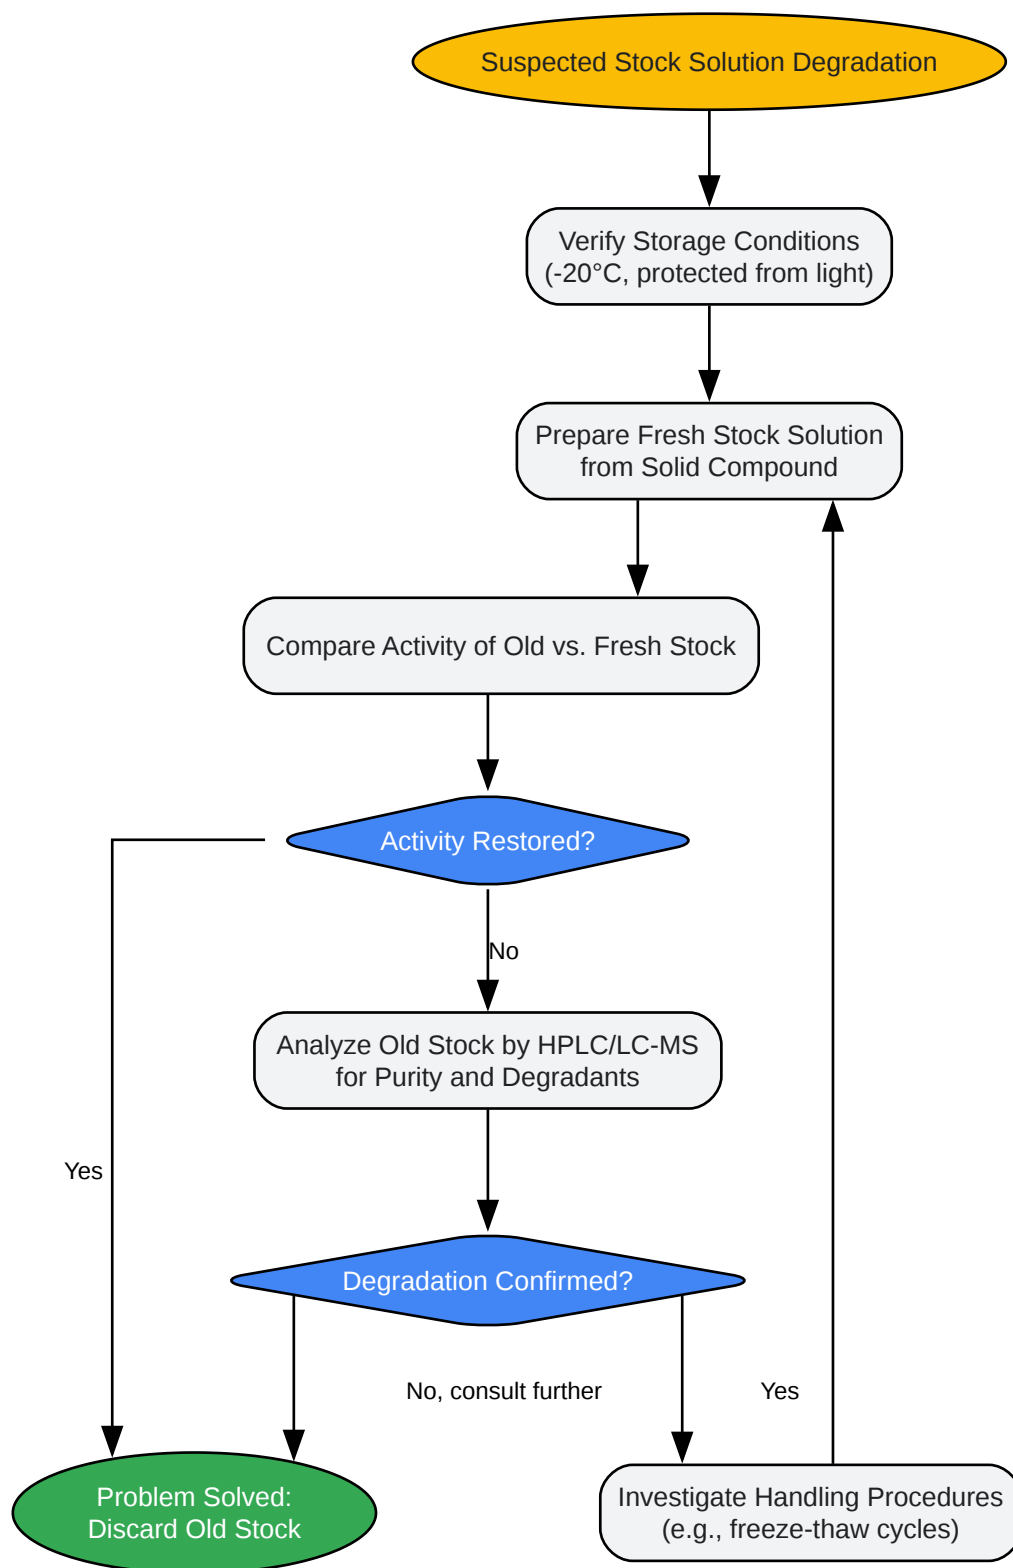 Suspected Stock Solution Degradation
Verify Storage Conditions
(-20°C, protected from light)
Prepare Fresh Stock Solution
from Solid Compound
Compare Activity of Old vs. Fresh Stock
Activity Restored?
No
Analyze Old Stock by HPLC/LC-MS
for Purity and Degradants
Yes
Degradation Confirmed?
No, consult further
Yes
Problem Solved:
Discard Old Stock
Investigate Handling Procedures
(e.g., freeze-thaw cycles)